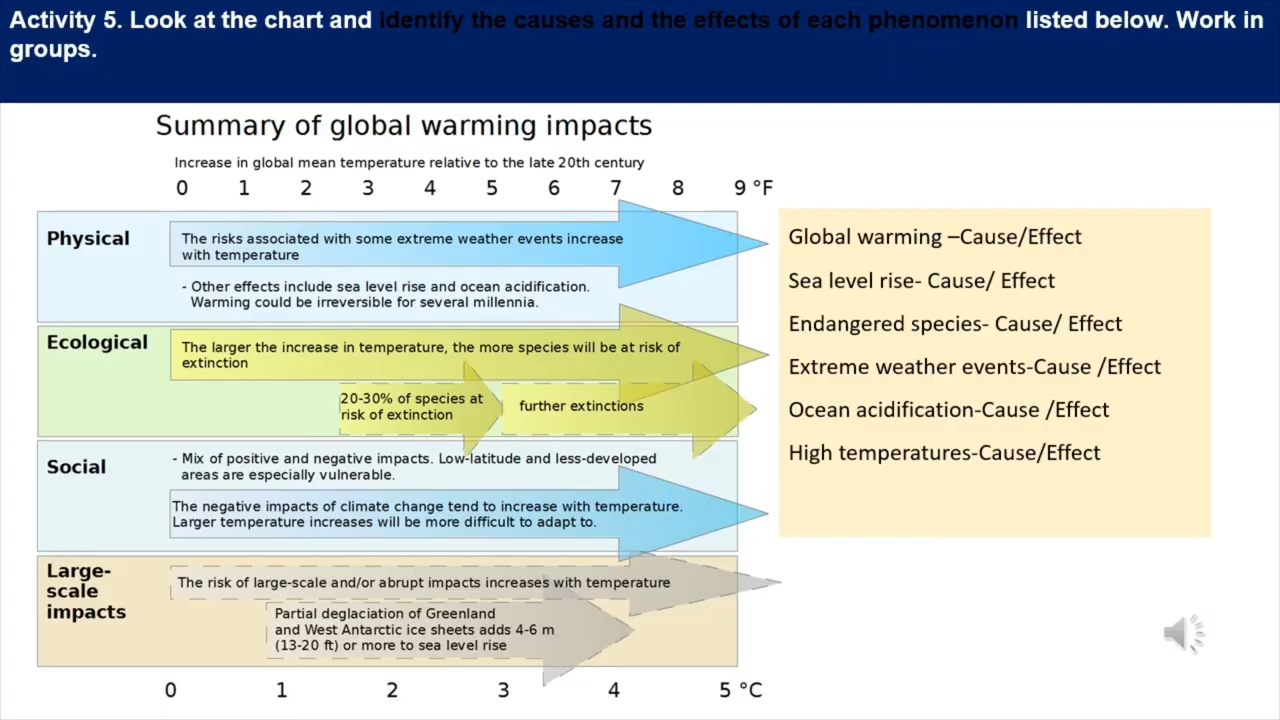 Activity 5. Look at the chart and identify the causes and the effects of each phenomenon listed below. Work in
groups.
Summary of global warming impacts
Increase in global mean temperature relative to the late 20th century
0 1 2 3 4 5 6 7 8 9 °F
Physical
The risks associated with some extreme weather events increase
with temperature
- Other effects include sea level rise and ocean acidification.
Warming could be irreversible for several millennia.
Ecological
The larger the increase in temperature, the more species will be at risk of
extinction
20-30% of species at
risk of extinction
further extinctions
Social
- Mix of positive and negative impacts. Low-latitude and less-developed
areas are especially vulnerable.
The negative impacts of climate change tend to increase with temperature.
Larger temperature increases will be more difficult to adapt to.
Large-
scale
impacts
The risk of large-scale and/or abrupt impacts increases with temperature
Partial deglaciation of Greenland
and West Antarctic ice sheets adds 4-6 m
(13-20 ft) or more to sea level rise
0 1 2 3 4 5 °C
Global warming –Cause/Effect
Sea level rise- Cause/ Effect
Endangered species- Cause/ Effect
Extreme weather events-Cause /Effect
Ocean acidification-Cause /Effect
High temperatures-Cause/Effect